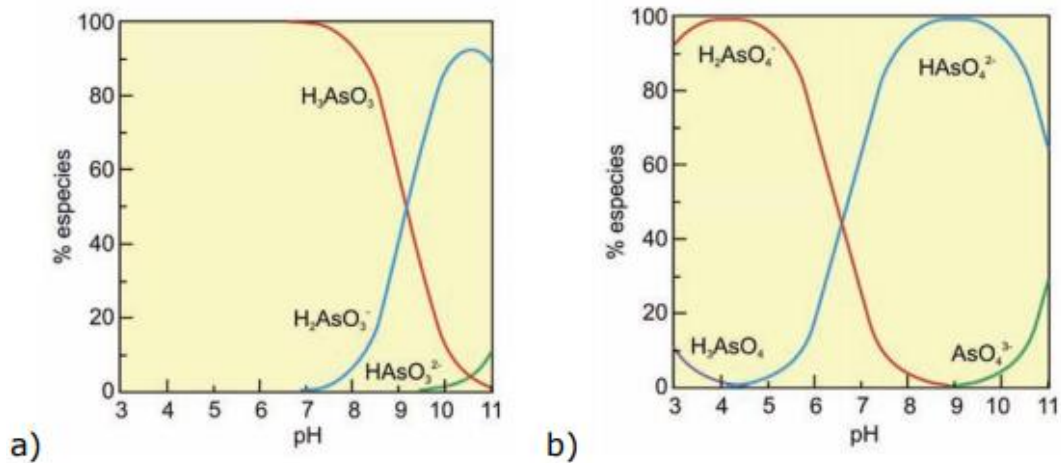 a)
% especies
100
80
60
40
20
0
H₃AsO₃
H₂AsO₃⁻
HAsO₃²⁻
3 4 5 6 7 8 9 10 11
pH
b)
% especies
100
80
60
40
20
0
H₂AsO₄⁻
HAsO₄²⁻
H₃AsO₄
AsO₄³⁻
3 4 5 6 7 8 9 10 11
pH